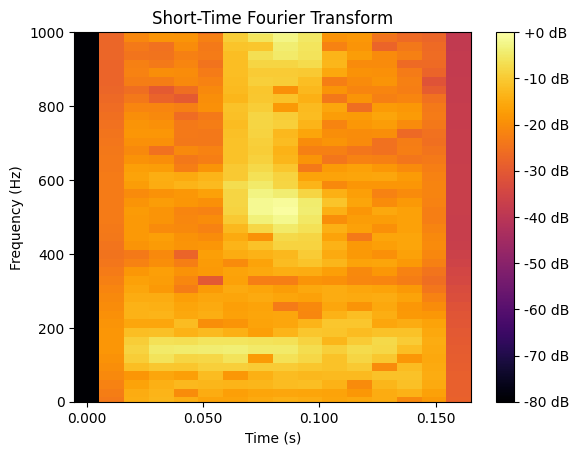 Short-Time Fourier Transform
1000
800
600
400
200
0
Frequency (Hz)
0.000
0.050
0.100
0.150
Time (s)
+0 dB
-10 dB
-20 dB
-30 dB
-40 dB
-50 dB
-60 dB
-70 dB
-80 dB